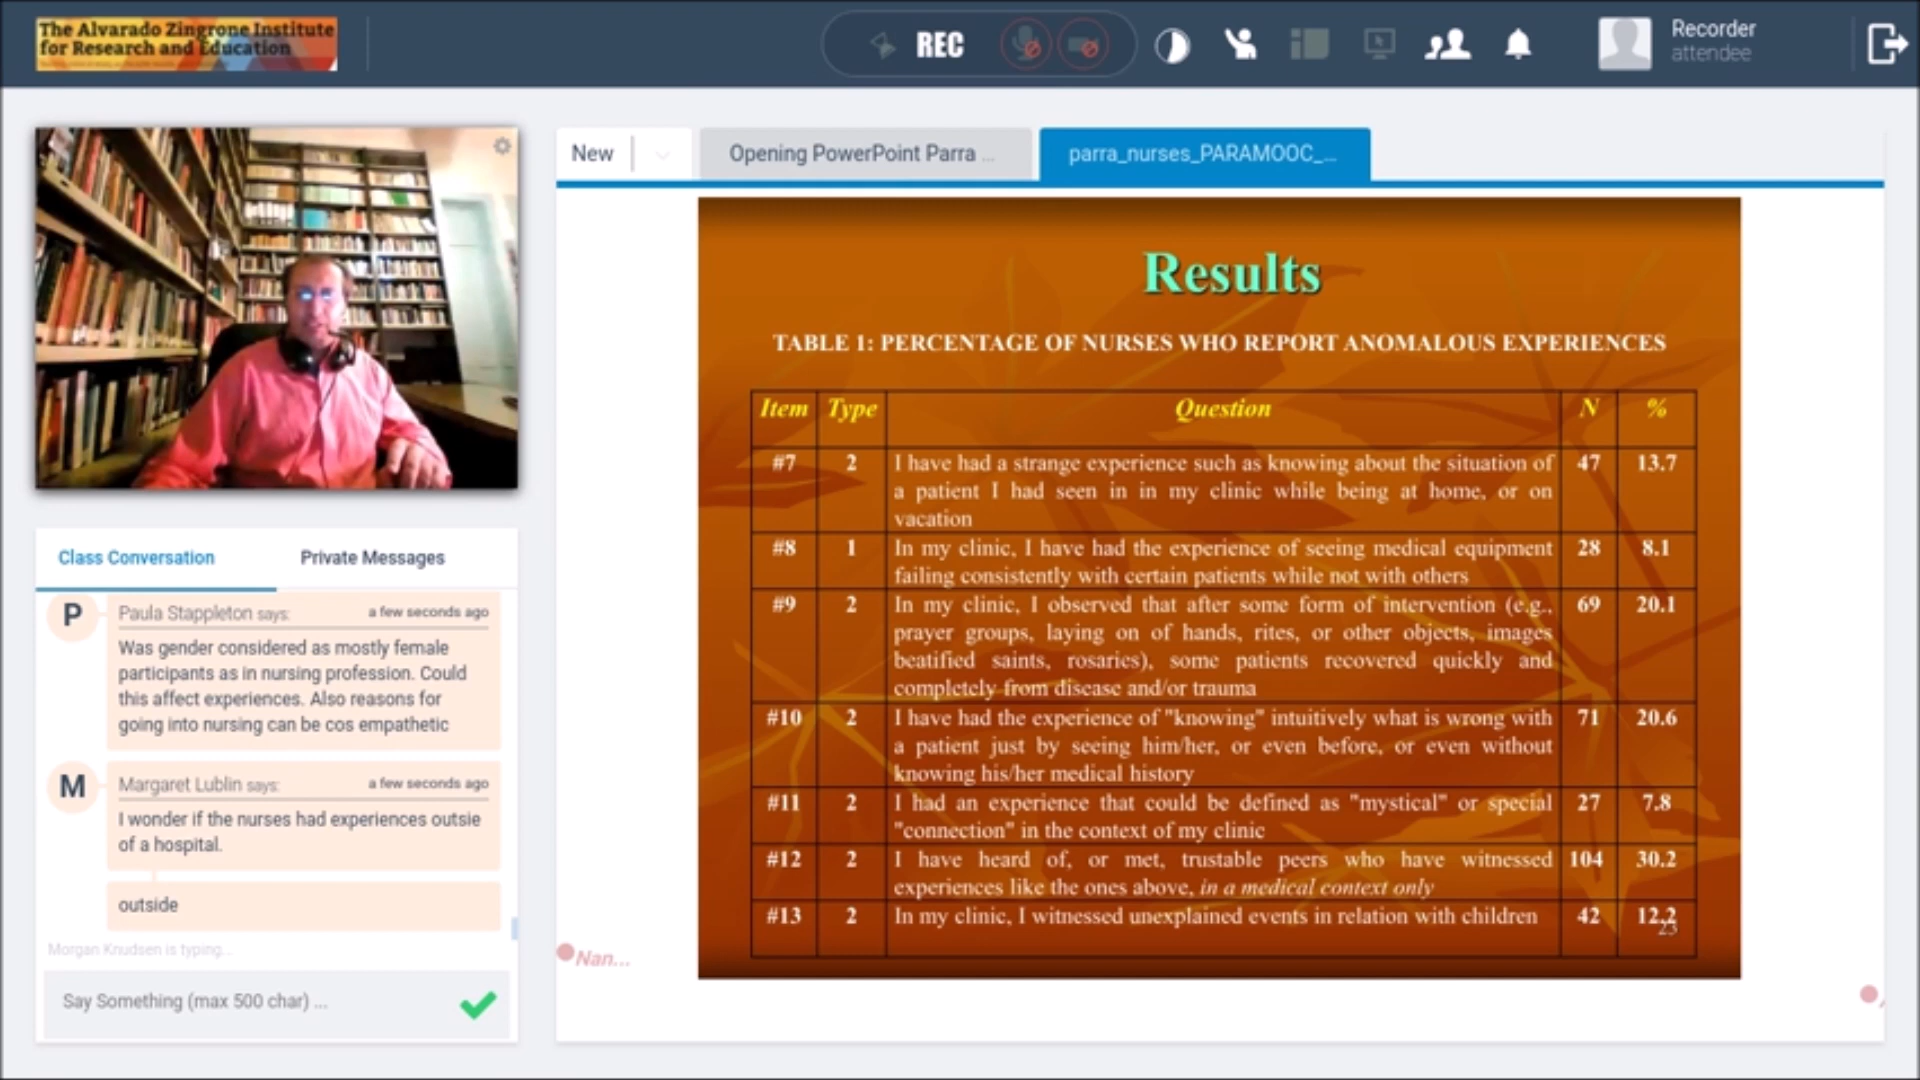 The Alvarado Zingrone Institute
for Research and Education
REC
Recorder
attendee
New
Opening PowerPoint Parra ...
parra_nurses_PARAMOOC_...
Class Conversation
Private Messages
P
Paula Stappleton says:
a few seconds ago
Was gender considered as mostly female
participants as in nursing profession. Could
this affect experiences. Also reasons for
going into nursing can be cos empathetic
M
Margaret Lublin says:
a few seconds ago
I wonder if the nurses had experiences outsie
of a hospital.
outside
Morgan Knudsen is typing...
Say Something (max 500 char) ...
Results
TABLE 1: PERCENTAGE OF NURSES WHO REPORT ANOMALOUS EXPERIENCES
Item Type Question N %
#7 2 I have had a strange experience such as knowing about the situation of 47 13.7
a patient I had seen in in my clinic while being at home, or on
vacation
#8 1 In my clinic, I have had the experience of seeing medical equipment 28 8.1
failing consistently with certain patients while not with others
#9 2 In my clinic, I observed that after some form of intervention (e.g., 69 20.1
prayer groups, laying on of hands, rites, or other objects, images
beatified saints, rosaries), some patients recovered quickly and
completely from disease and/or trauma
#10 2 I have had the experience of "knowing" intuitively what is wrong with 71 20.6
a patient just by seeing him/her, or even before, or even without
knowing his/her medical history
#11 2 I had an experience that could be defined as "mystical" or special 27 7.8
"connection" in the context of my clinic
#12 2 I have heard of, or met, trustable peers who have witnessed 104 30.2
experiences like the ones above, in a medical context only
#13 2 In my clinic, I witnessed unexplained events in relation with children 42 12.2
23
Nan...